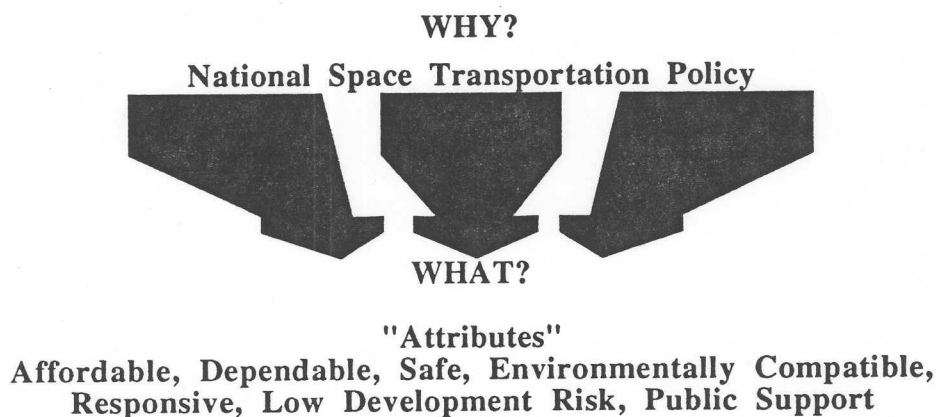 WHY?
National Space Transportation Policy
WHAT?
"Attributes"
Affordable, Dependable, Safe, Environmentally Compatible,
Responsive, Low Development Risk, Public Support